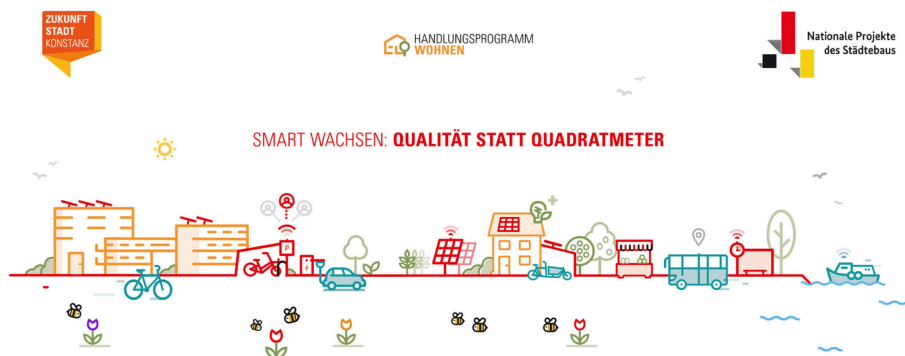 ZUKUNFT
STADT
KONSTANZ
HANDLUNGSPROGRAMM
WOHNEN
Nationale Projekte
des Städtebaus
SMART WACHSEN: QUALITÄT STATT QUADRATMETER
P